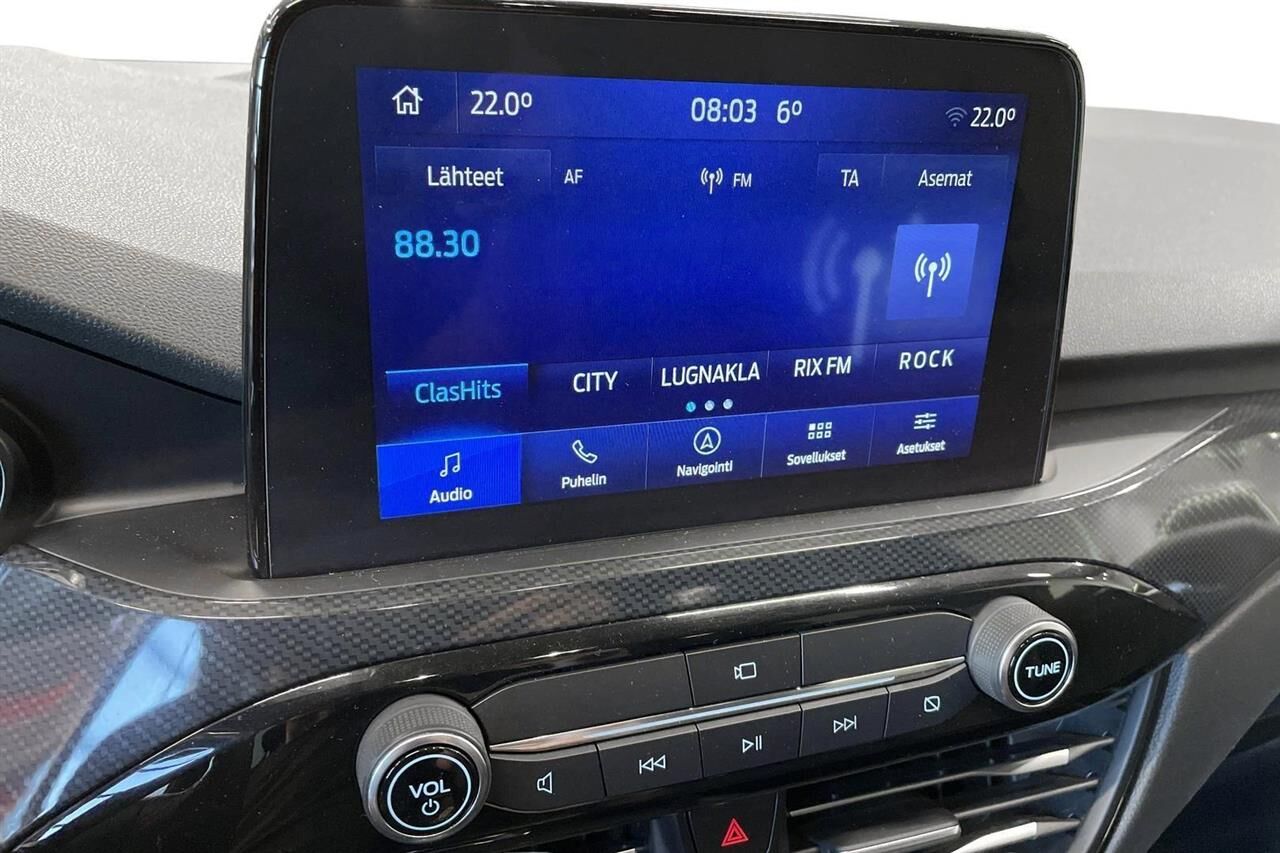 22.0° 08:03 6° 22.0°
Lähteet AF FM TA Asemat
88.30
ClasHits CITY LUGNAKLA RIX FM ROCK
Audio Puhelin Navigointi Sovellukset Asetukset
TUNE
VOL